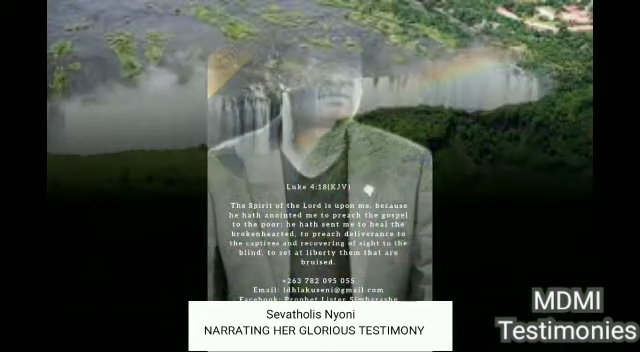 Luke 4:18(KJV)
The Spirit of the Lord is upon me, because
he hath anointed me to preach the gospel
to the poor; he hath sent me to heal the
brokenhearted, to preach deliverance to
the captives and recovering of sight to the
blind, to set at liberty them that are
bruised.
+263 782 095 055
Email: ldhlakuseni@gmail.com
Facebook: Prophet Lister Simbarashe
Sevatholis Nyoni
NARRATING HER GLORIOUS TESTIMONY
MDMI
Testimonies